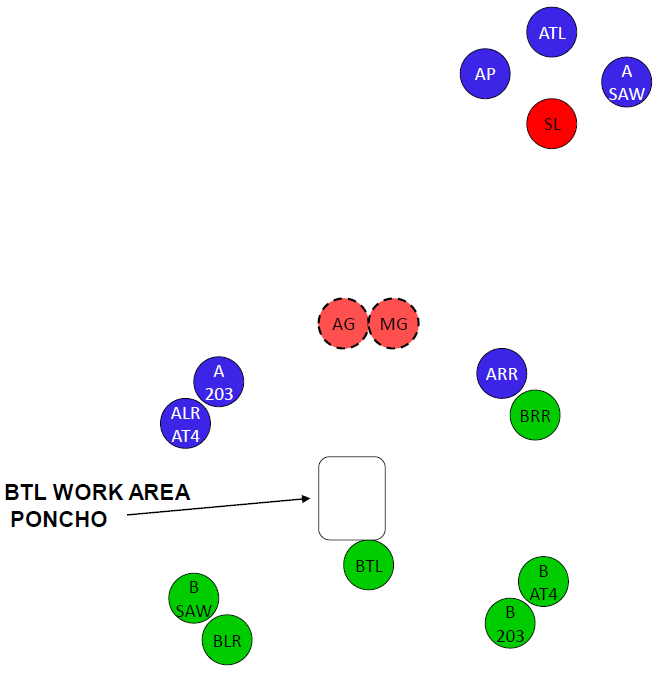 ATL
AP
A
SAW
SL
AG
MG
A
203
ALR
AT4
ARR
BRR
BTL WORK AREA
PONCHO
BTL
B
SAW
BLR
B
AT4
B
203